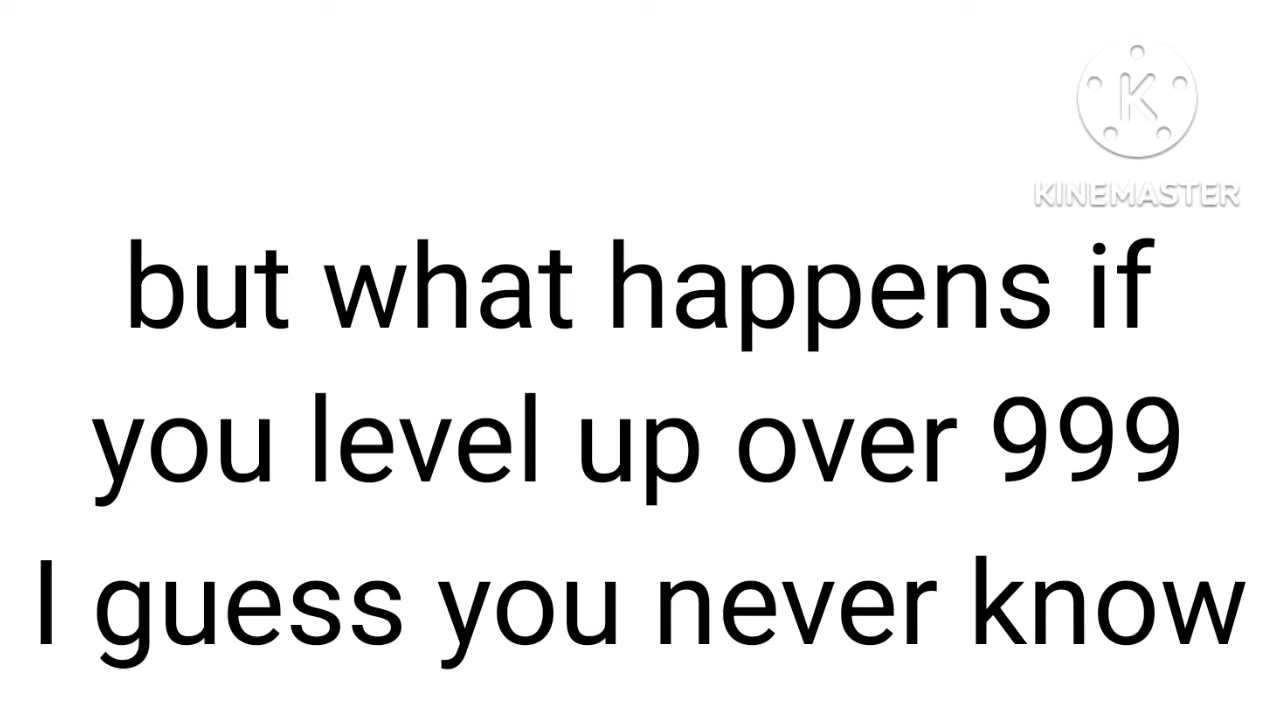 K
KINEMASTER
but what happens if
you level up over 999
I guess you never know